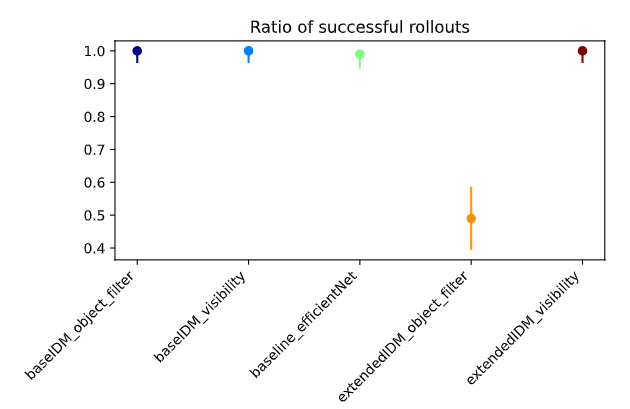 Ratio of successful rollouts
1.0
0.9
0.8
0.7
0.6
0.5
0.4
baseIDM_object_filter
baseIDM_visibility
baseline_efficientNet
extendedIDM_object_filter
extendedIDM_visibility